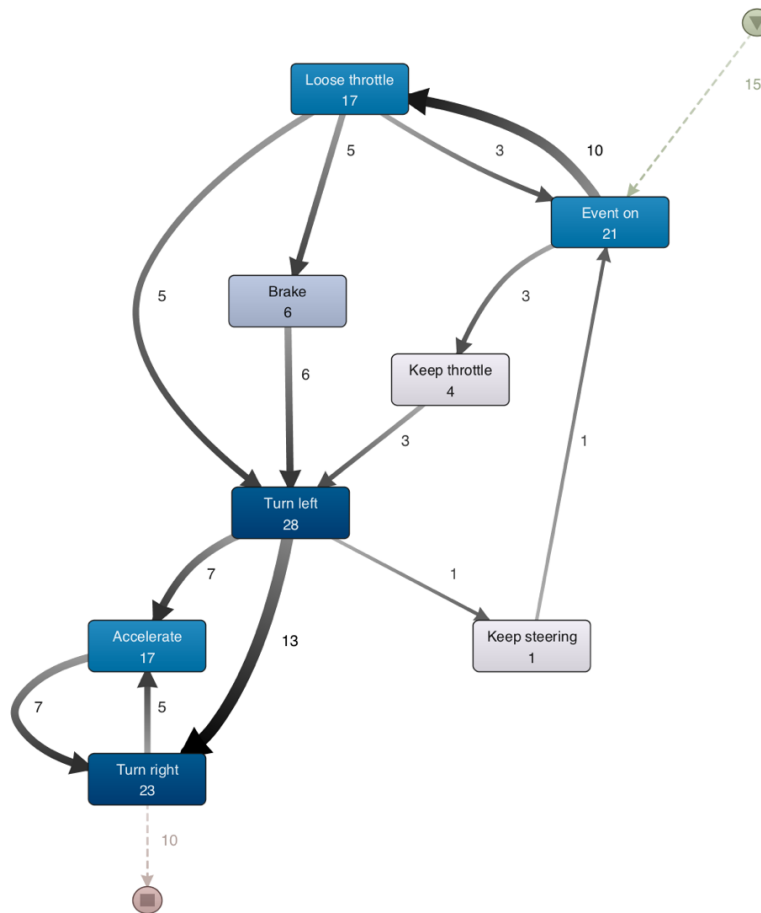 Loose throttle
17
15
5
3
10
Event on
21
5
Brake
6
3
Keep throttle
4
6
3
1
Turn left
28
7
1
13
Accelerate
17
Keep steering
1
7
5
Turn right
23
10